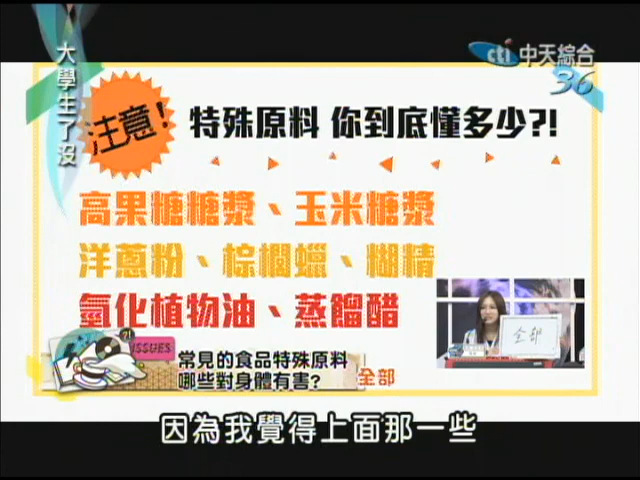 大學生了沒
cti 中天綜合
36
注意!
特殊原料 你到底懂多少?!
高果糖糖漿、玉米糖漿
洋蔥粉、棕櫚蠟、糊精
氫化植物油、蒸餾醋
全部
?!
ISSUES
常見的食品特殊原料
哪些對身體有害?
全部
因為我覺得上面那一些